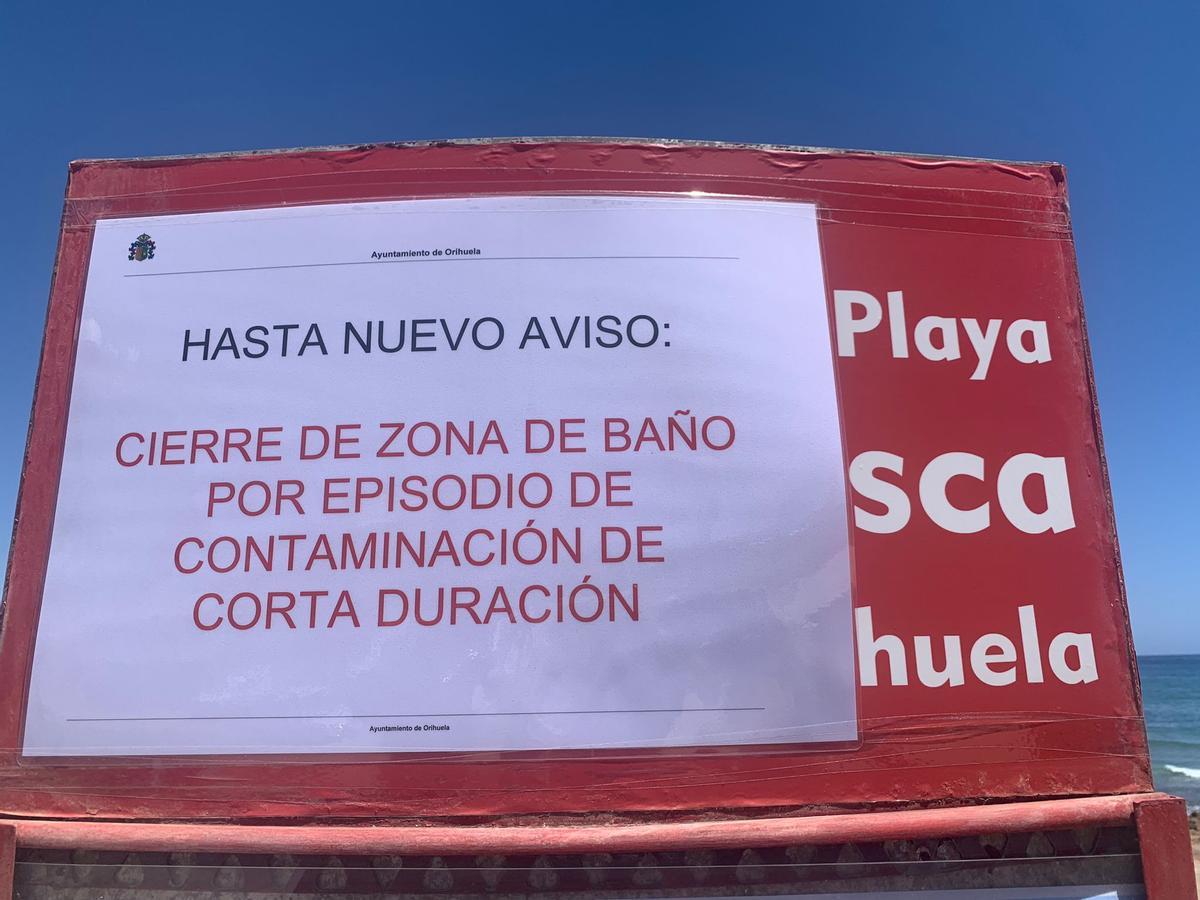 Ayuntamiento de Orihuela
HASTA NUEVO AVISO:
CIERRE DE ZONA DE BAÑO
POR EPISODIO DE
CONTAMINACIÓN DE
CORTA DURACIÓN
Ayuntamiento de Orihuela
Playa
sca
huela